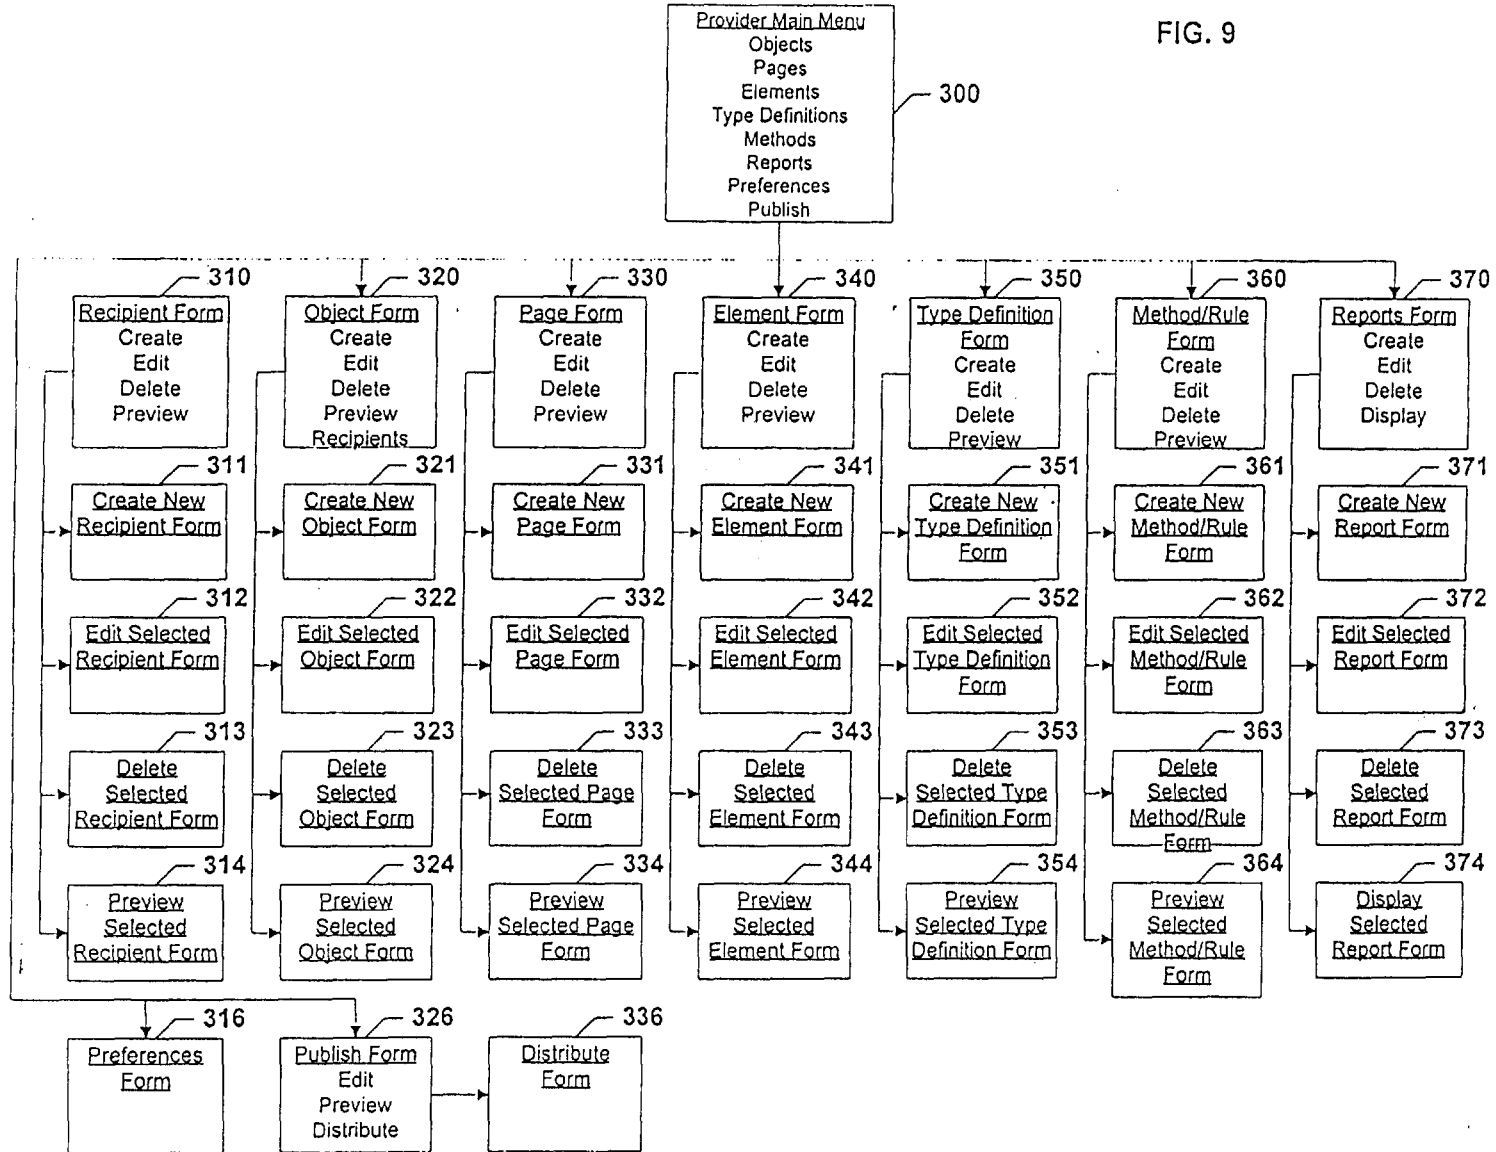 FIG. 9
Provider Main Menu
Objects
Pages
Elements
Type Definitions
Methods
Reports
Preferences
Publish
300
310
Recipient Form
Create
Edit
Delete
Preview
320
Object Form
Create
Edit
Delete
Preview
Recipients
330
Page Form
Create
Edit
Delete
Preview
340
Element Form
Create
Edit
Delete
Preview
350
Type Definition
Form
Create
Edit
Delete
Preview
360
Method/Rule
Form
Create
Edit
Delete
Preview
370
Reports Form
Create
Edit
Delete
Display
311
Create New
Recipient Form
321
Create New
Object Form
331
Create New
Page Form
341
Create New
Element Form
351
Create New
Type Definition
Form
361
Create New
Method/Rule
Form
371
Create New
Report Form
312
Edit Selected
Recipient Form
322
Edit Selected
Object Form
332
Edit Selected
Page Form
342
Edit Selected
Element Form
352
Edit Selected
Type Definition
Form
362
Edit Selected
Method/Rule
Form
372
Edit Selected
Report Form
313
Delete
Selected
Recipient Form
323
Delete
Selected
Object Form
333
Delete
Selected Page
Form
343
Delete
Selected
Element Form
353
Delete
Selected Type
Definition Form
363
Delete
Selected
Method/Rule
Form
373
Delete
Selected
Report Form
314
Preview
Selected
Recipient Form
324
Preview
Selected
Object Form
334
Preview
Selected Page
Form
344
Preview
Selected
Element Form
354
Preview
Selected Type
Definition Form
364
Preview
Selected
Method/Rule
Form
374
Display
Selected
Report Form
316
Preferences
Form
326
Publish Form
Edit
Preview
Distribute
336
Distribute
Form